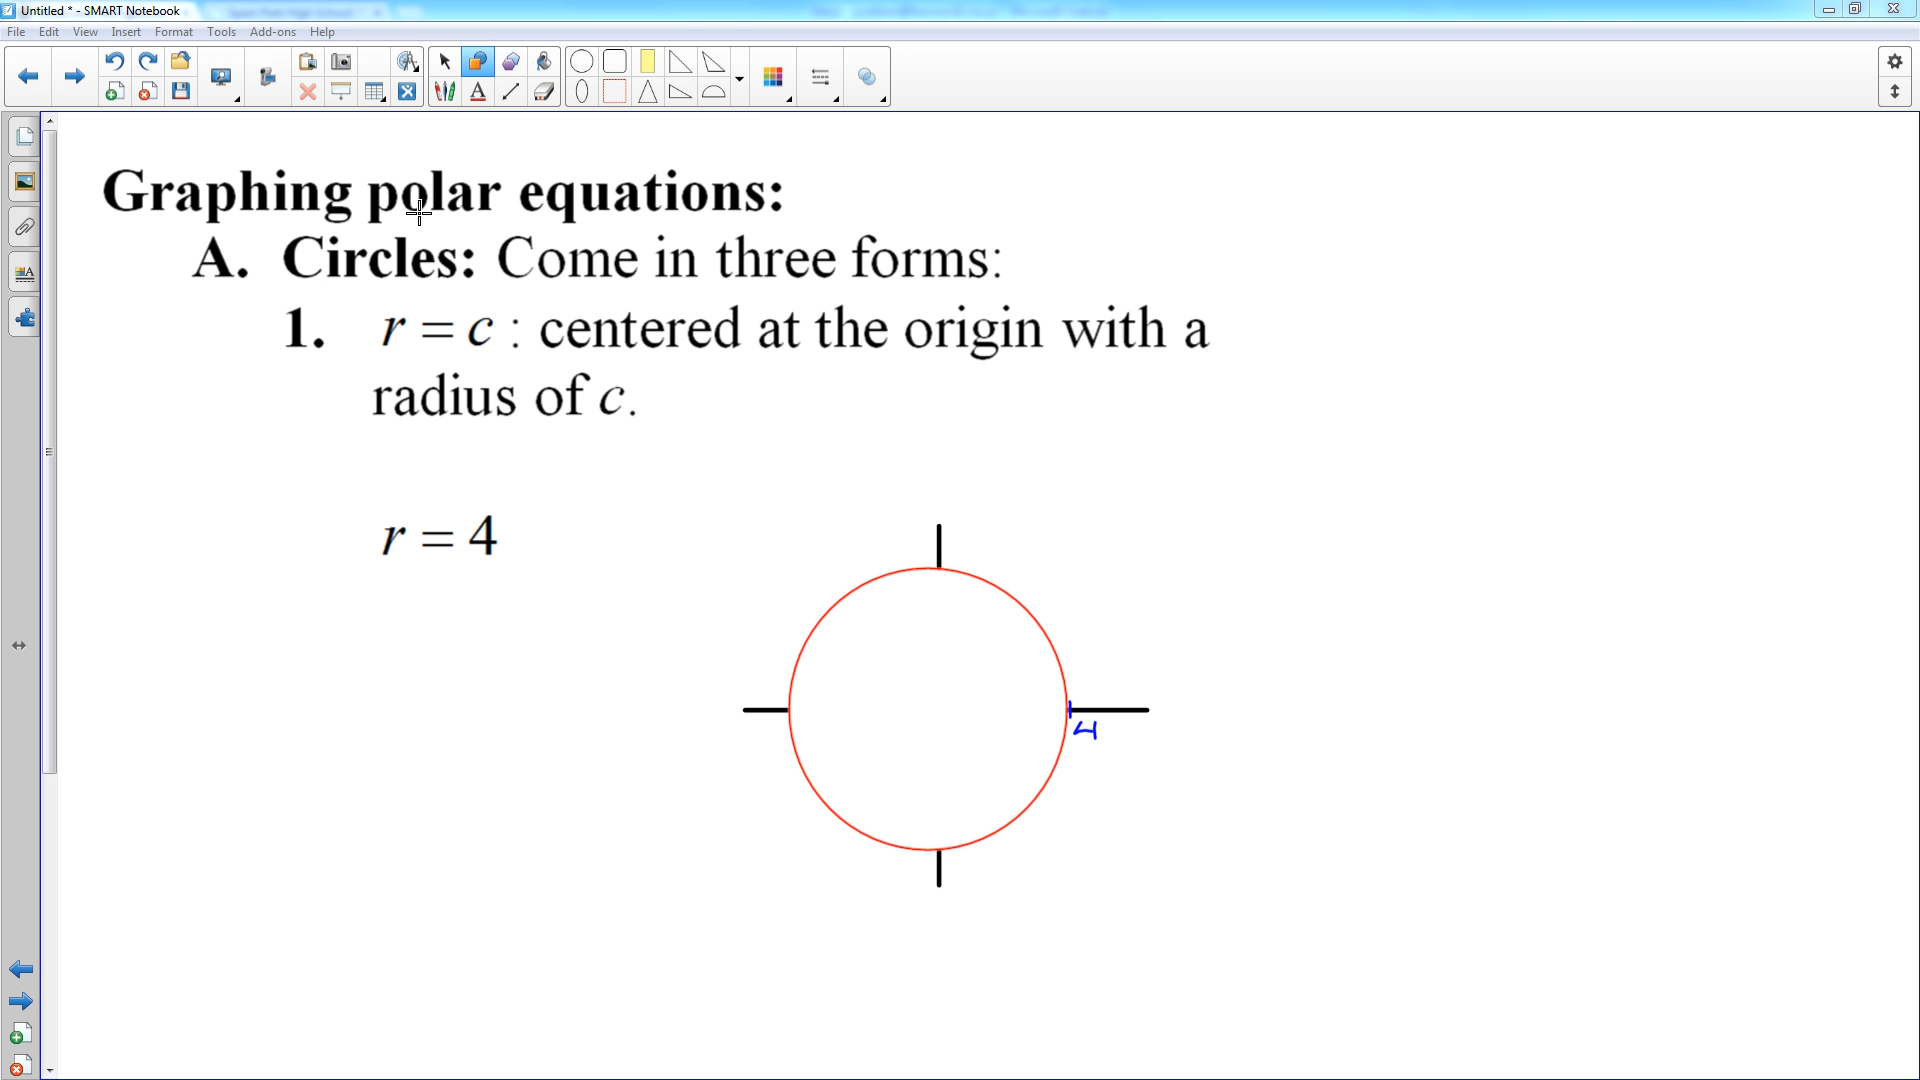 Untitled * - SMART Notebook
File Edit View Insert Format Tools Add-ons Help
Graphing polar equations:
A. Circles: Come in three forms:
1. r = c : centered at the origin with a
radius of c.
r = 4
4